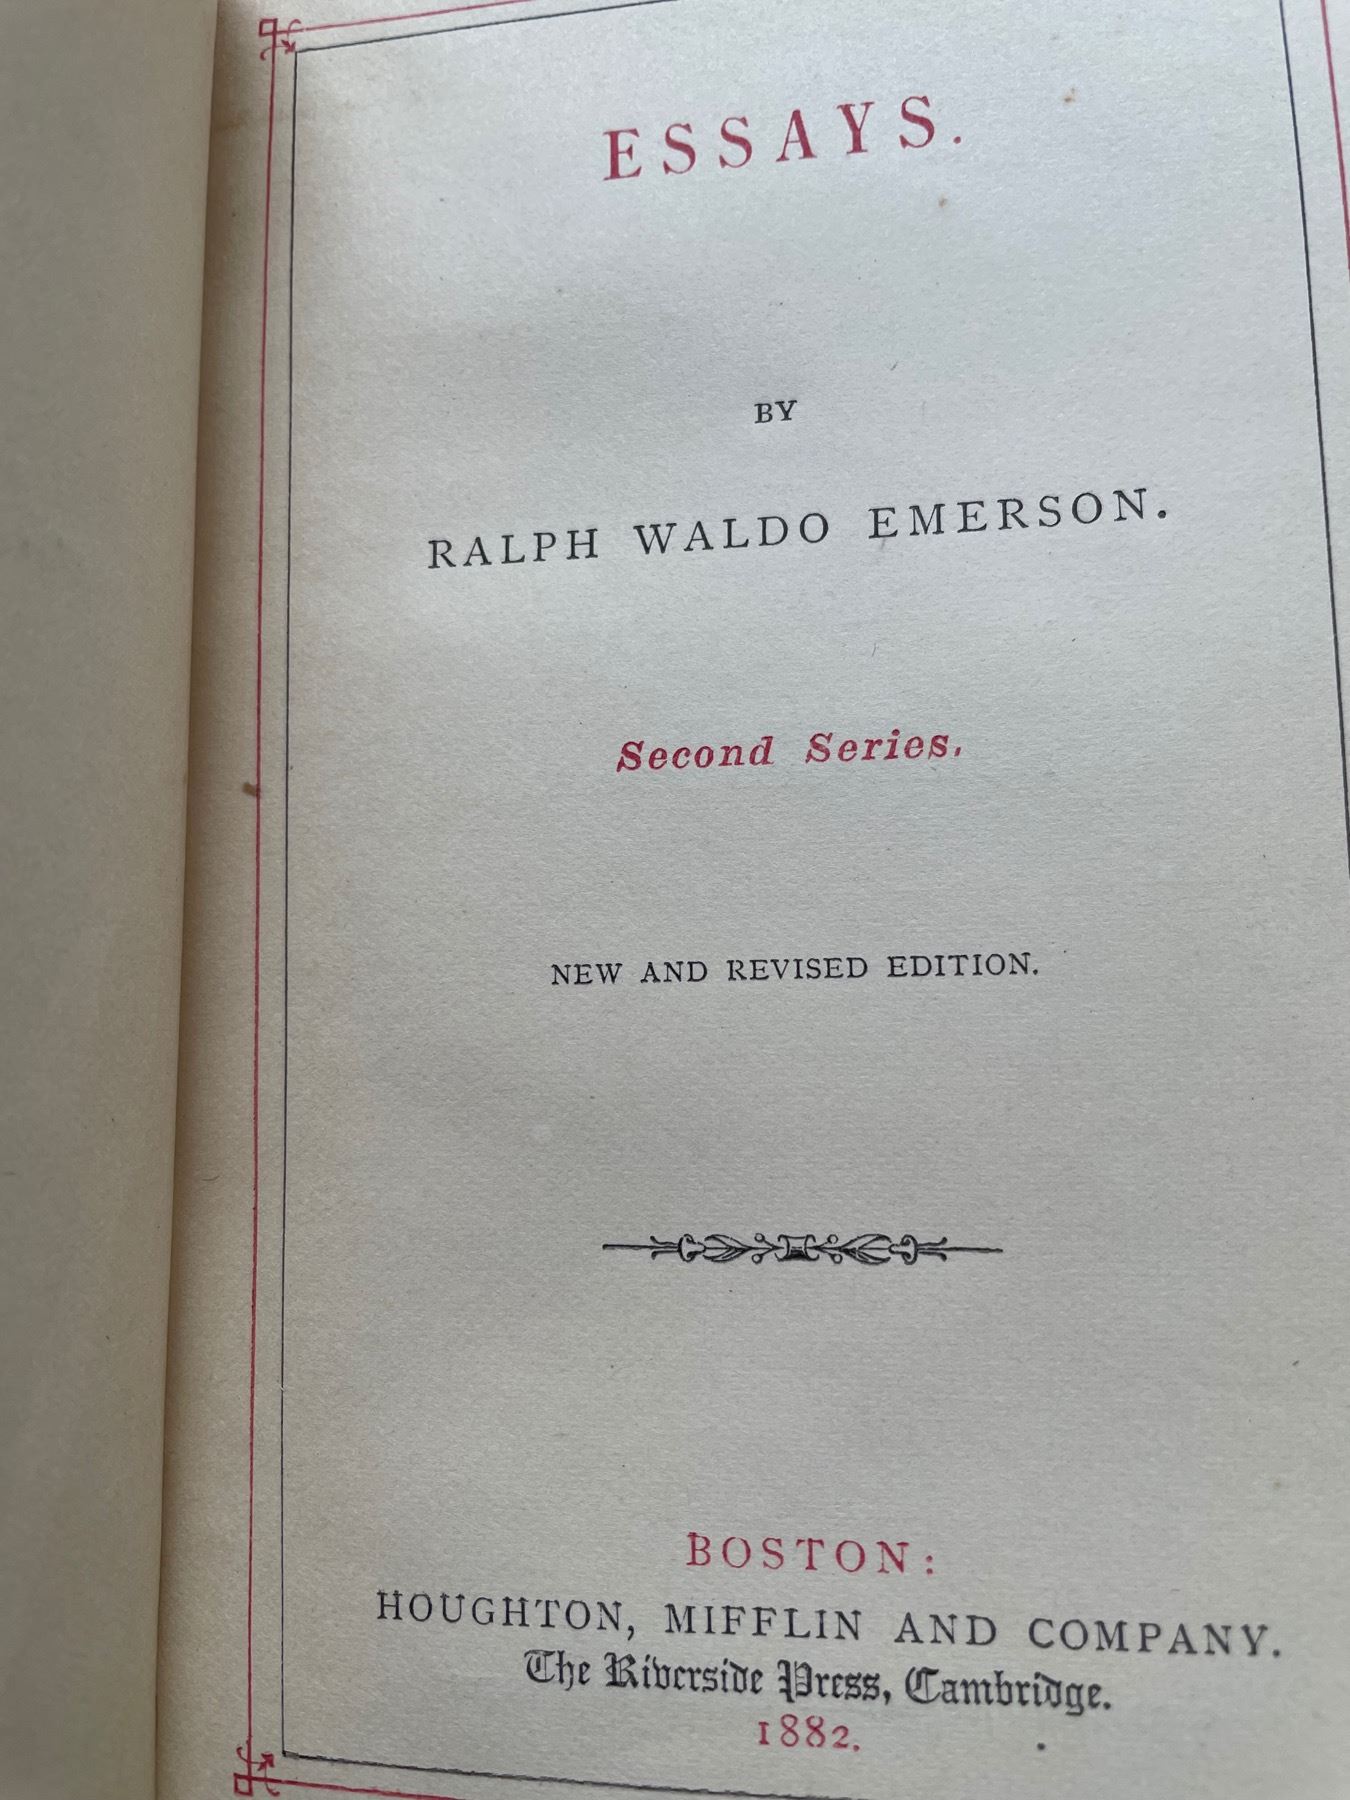 ESSAYS.
BY
RALPH WALDO EMERSON.
Second Series.
NEW AND REVISED EDITION.
BOSTON:
HOUGHTON, MIFFLIN AND COMPANY.
The Riverside Press, Cambridge.
1882.